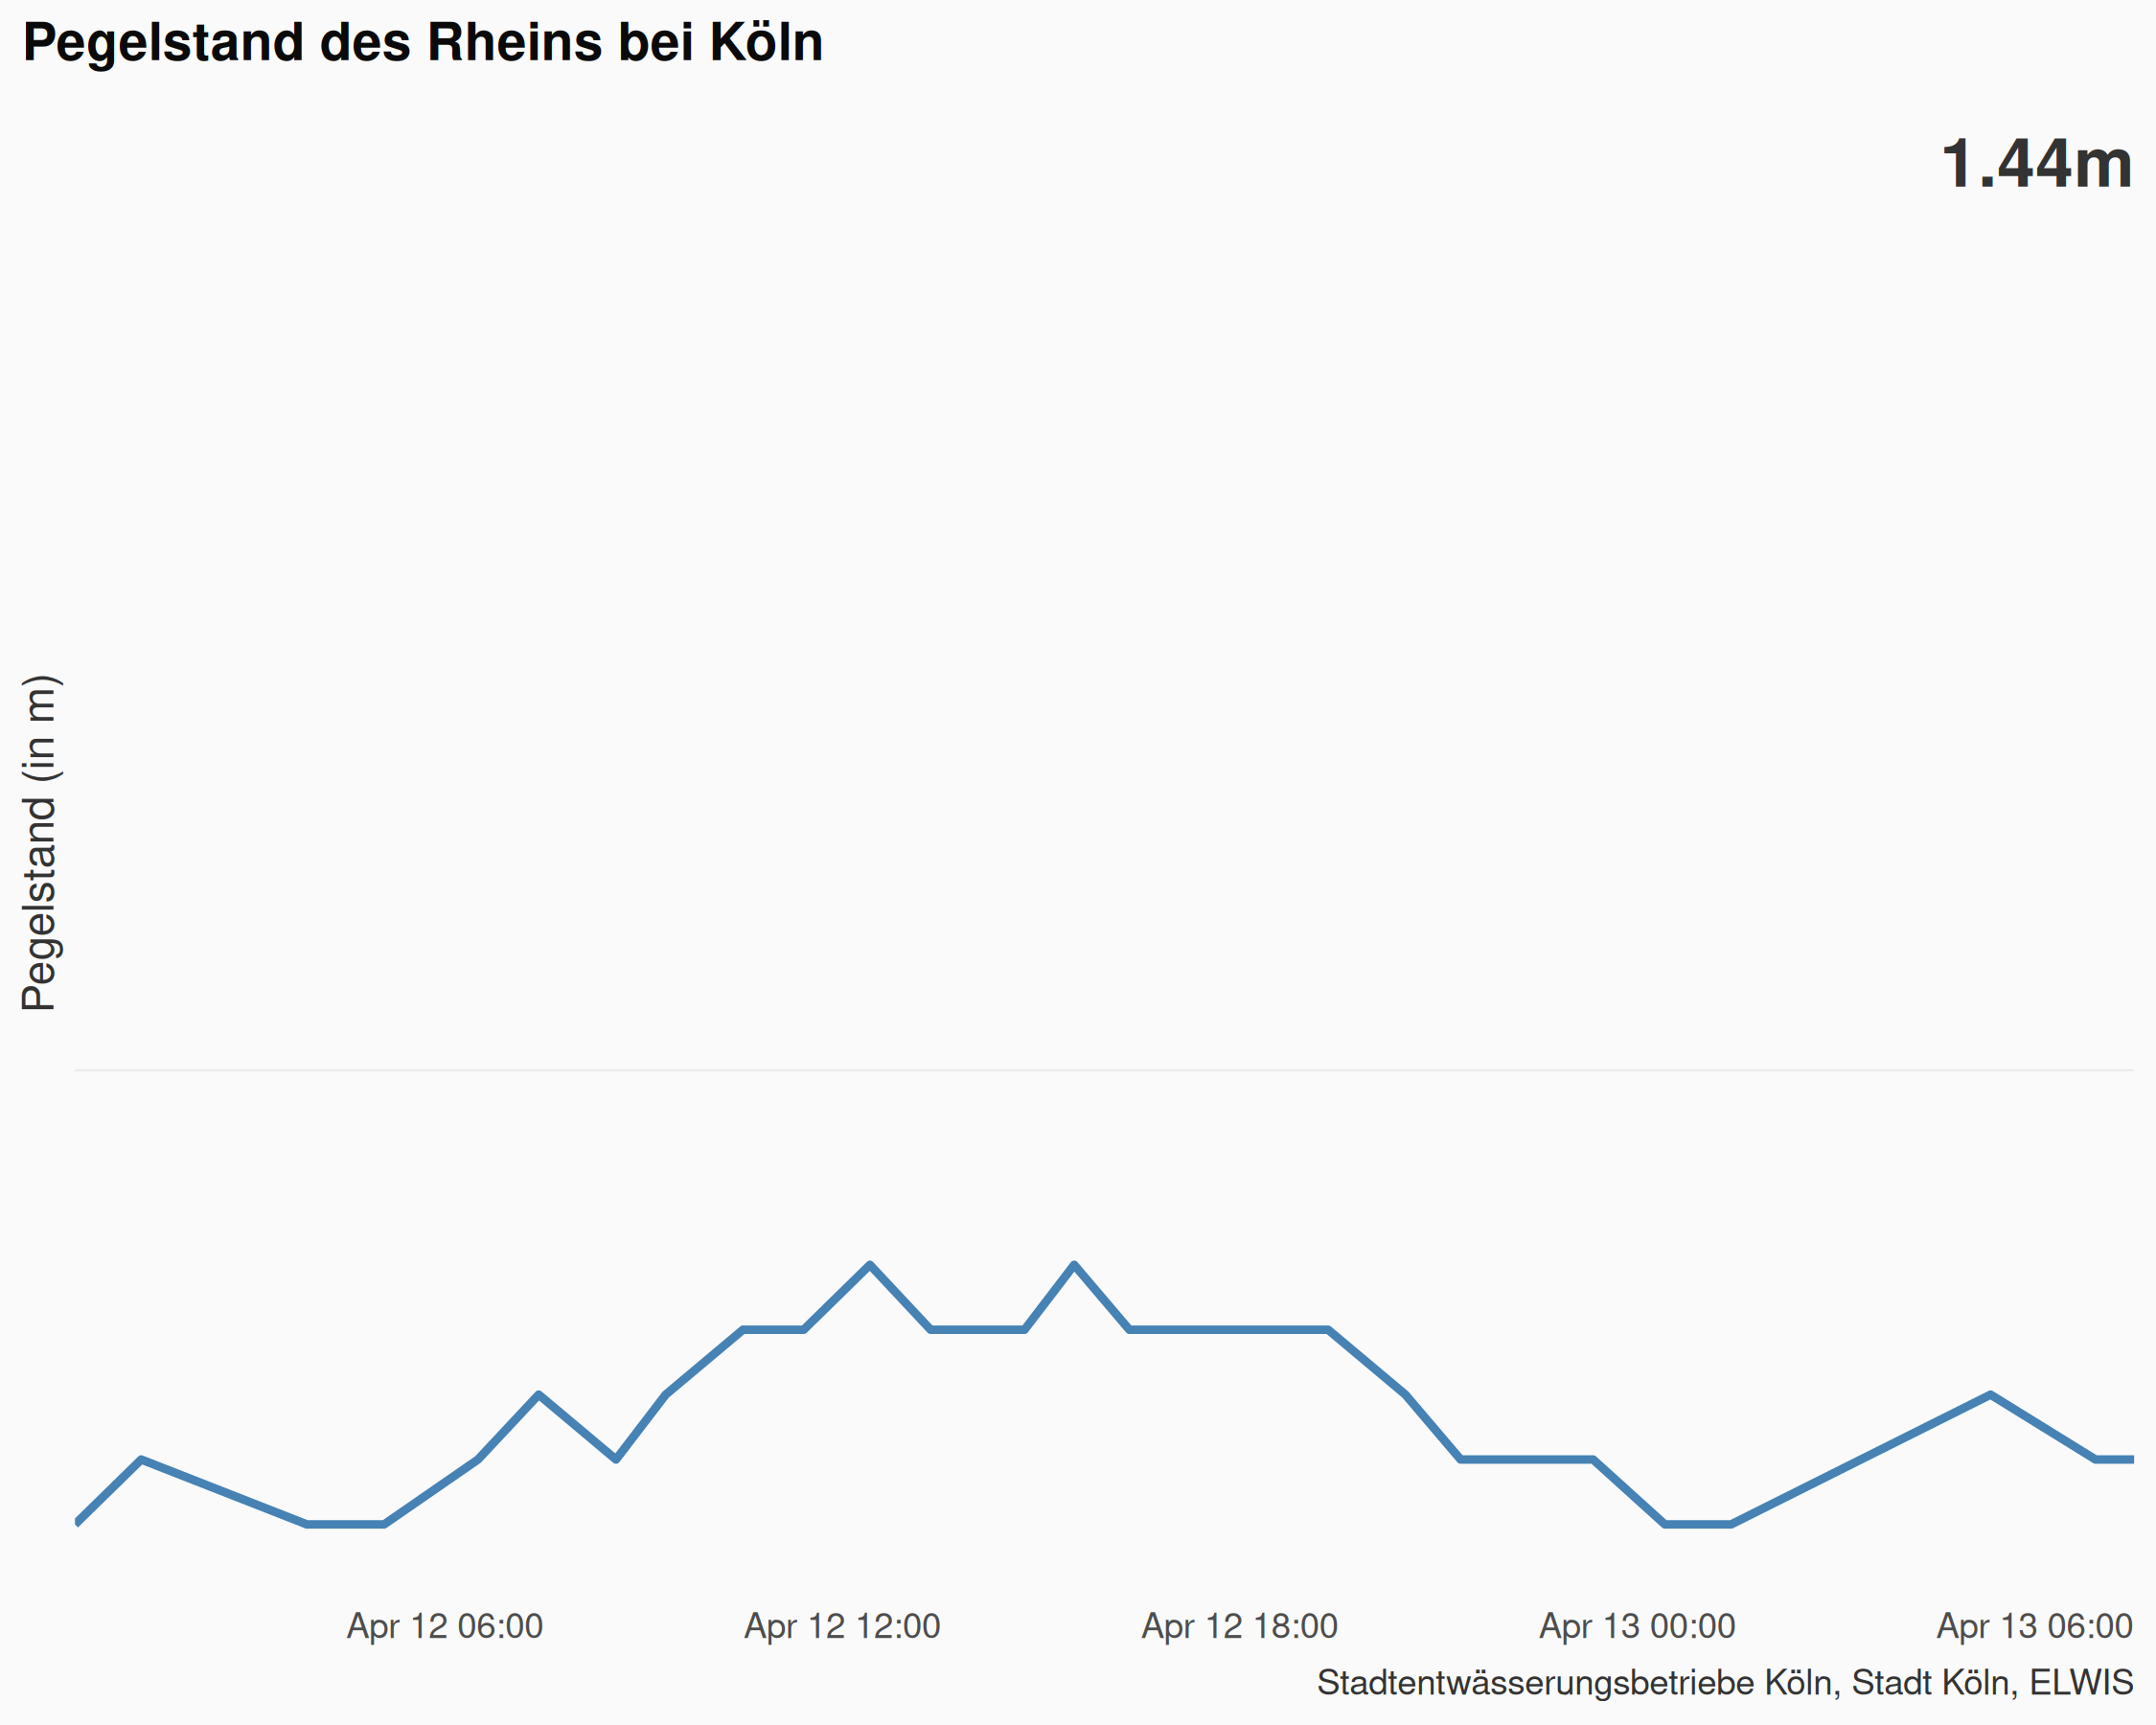 Pegelstand des Rheins bei Köln
1.44m
Pegelstand (in m)
Apr 12 06:00
Apr 12 12:00
Apr 12 18:00
Apr 13 00:00
Apr 13 06:00
Stadtentwässerungsbetriebe Köln, Stadt Köln, ELWIS